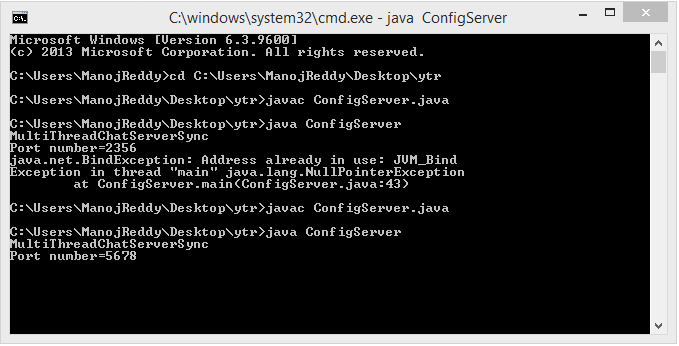 C:\windows\system32\cmd.exe - java  ConfigServer
Microsoft Windows [Version 6.3.9600]
(c) 2013 Microsoft Corporation. All rights reserved.
C:\Users\ManojReddy>cd C:\Users\ManojReddy\Desktop\ytr
C:\Users\ManojReddy\Desktop\ytr>javac ConfigServer.java
C:\Users\ManojReddy\Desktop\ytr>java ConfigServer
MultiThreadChatServerSync
Port number=2356
java.net.BindException: Address already in use: JVM_Bind
Exception in thread "main" java.lang.NullPointerException
        at ConfigServer.main(ConfigServer.java:43)
C:\Users\ManojReddy\Desktop\ytr>javac ConfigServer.java
C:\Users\ManojReddy\Desktop\ytr>java ConfigServer
MultiThreadChatServerSync
Port number=5678